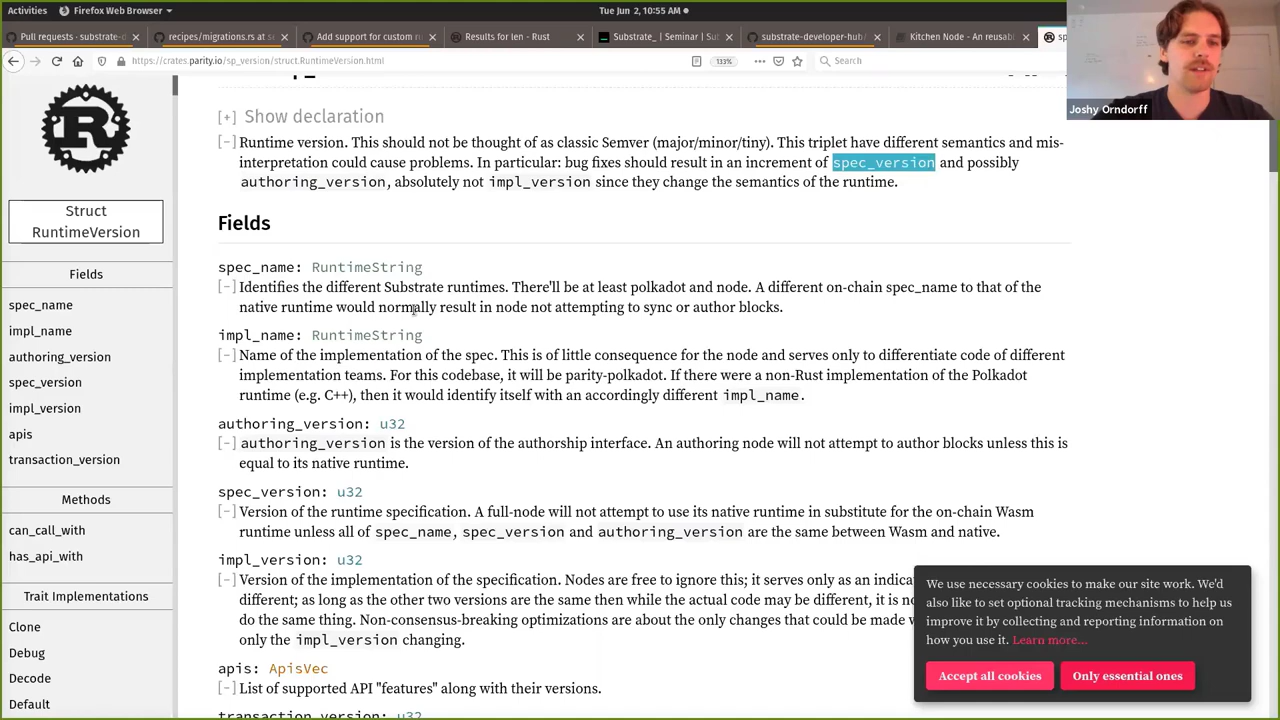 Activities Firefox Web Browser Tue Jun 2, 10:55 AM
Pull requests · substrate-d recipes/migrations.rs at s Add support for custom r Results for len - Rust Substrate_ | Seminar | Su substrate-developer-hub/ Kitchen Node - An reusab
https://crates.parity.io/sp_version/struct.RuntimeVersion.html 133% Search
Joshy Orndorff
[+] Show declaration
[-] Runtime version. This should not be thought of as classic Semver (major/minor/tiny). This triplet have different semantics and mis-
interpretation could cause problems. In particular: bug fixes should result in an increment of spec_version and possibly
authoring_version, absolutely not impl_version since they change the semantics of the runtime.
Struct
RuntimeVersion
Fields
spec_name
impl_name
authoring_version
spec_version
impl_version
apis
transaction_version
Methods
can_call_with
has_api_with
Trait Implementations
Clone
Debug
Decode
Default
Fields
spec_name: RuntimeString
[-] Identifies the different Substrate runtimes. There'll be at least polkadot and node. A different on-chain spec_name to that of the
native runtime would normally result in node not attempting to sync or author blocks.
impl_name: RuntimeString
[-] Name of the implementation of the spec. This is of little consequence for the node and serves only to differentiate code of different
implementation teams. For this codebase, it will be parity-polkadot. If there were a non-Rust implementation of the Polkadot
runtime (e.g. C++), then it would identify itself with an accordingly different impl_name.
authoring_version: u32
[-] authoring_version is the version of the authorship interface. An authoring node will not attempt to author blocks unless this is
equal to its native runtime.
spec_version: u32
[-] Version of the runtime specification. A full-node will not attempt to use its native runtime in substitute for the on-chain Wasm
runtime unless all of spec_name, spec_version and authoring_version are the same between Wasm and native.
impl_version: u32
[-] Version of the implementation of the specification. Nodes are free to ignore this; it serves only as an indica
different; as long as the other two versions are the same then while the actual code may be different, it is no
do the same thing. Non-consensus-breaking optimizations are about the only changes that could be made w
only the impl_version changing.
apis: ApisVec
[-] List of supported API "features" along with their versions.
transaction_version: u32
We use necessary cookies to make our site work. We'd
also like to set optional tracking mechanisms to help us
improve it by collecting and reporting information on
how you use it. Learn more...
Accept all cookies Only essential ones